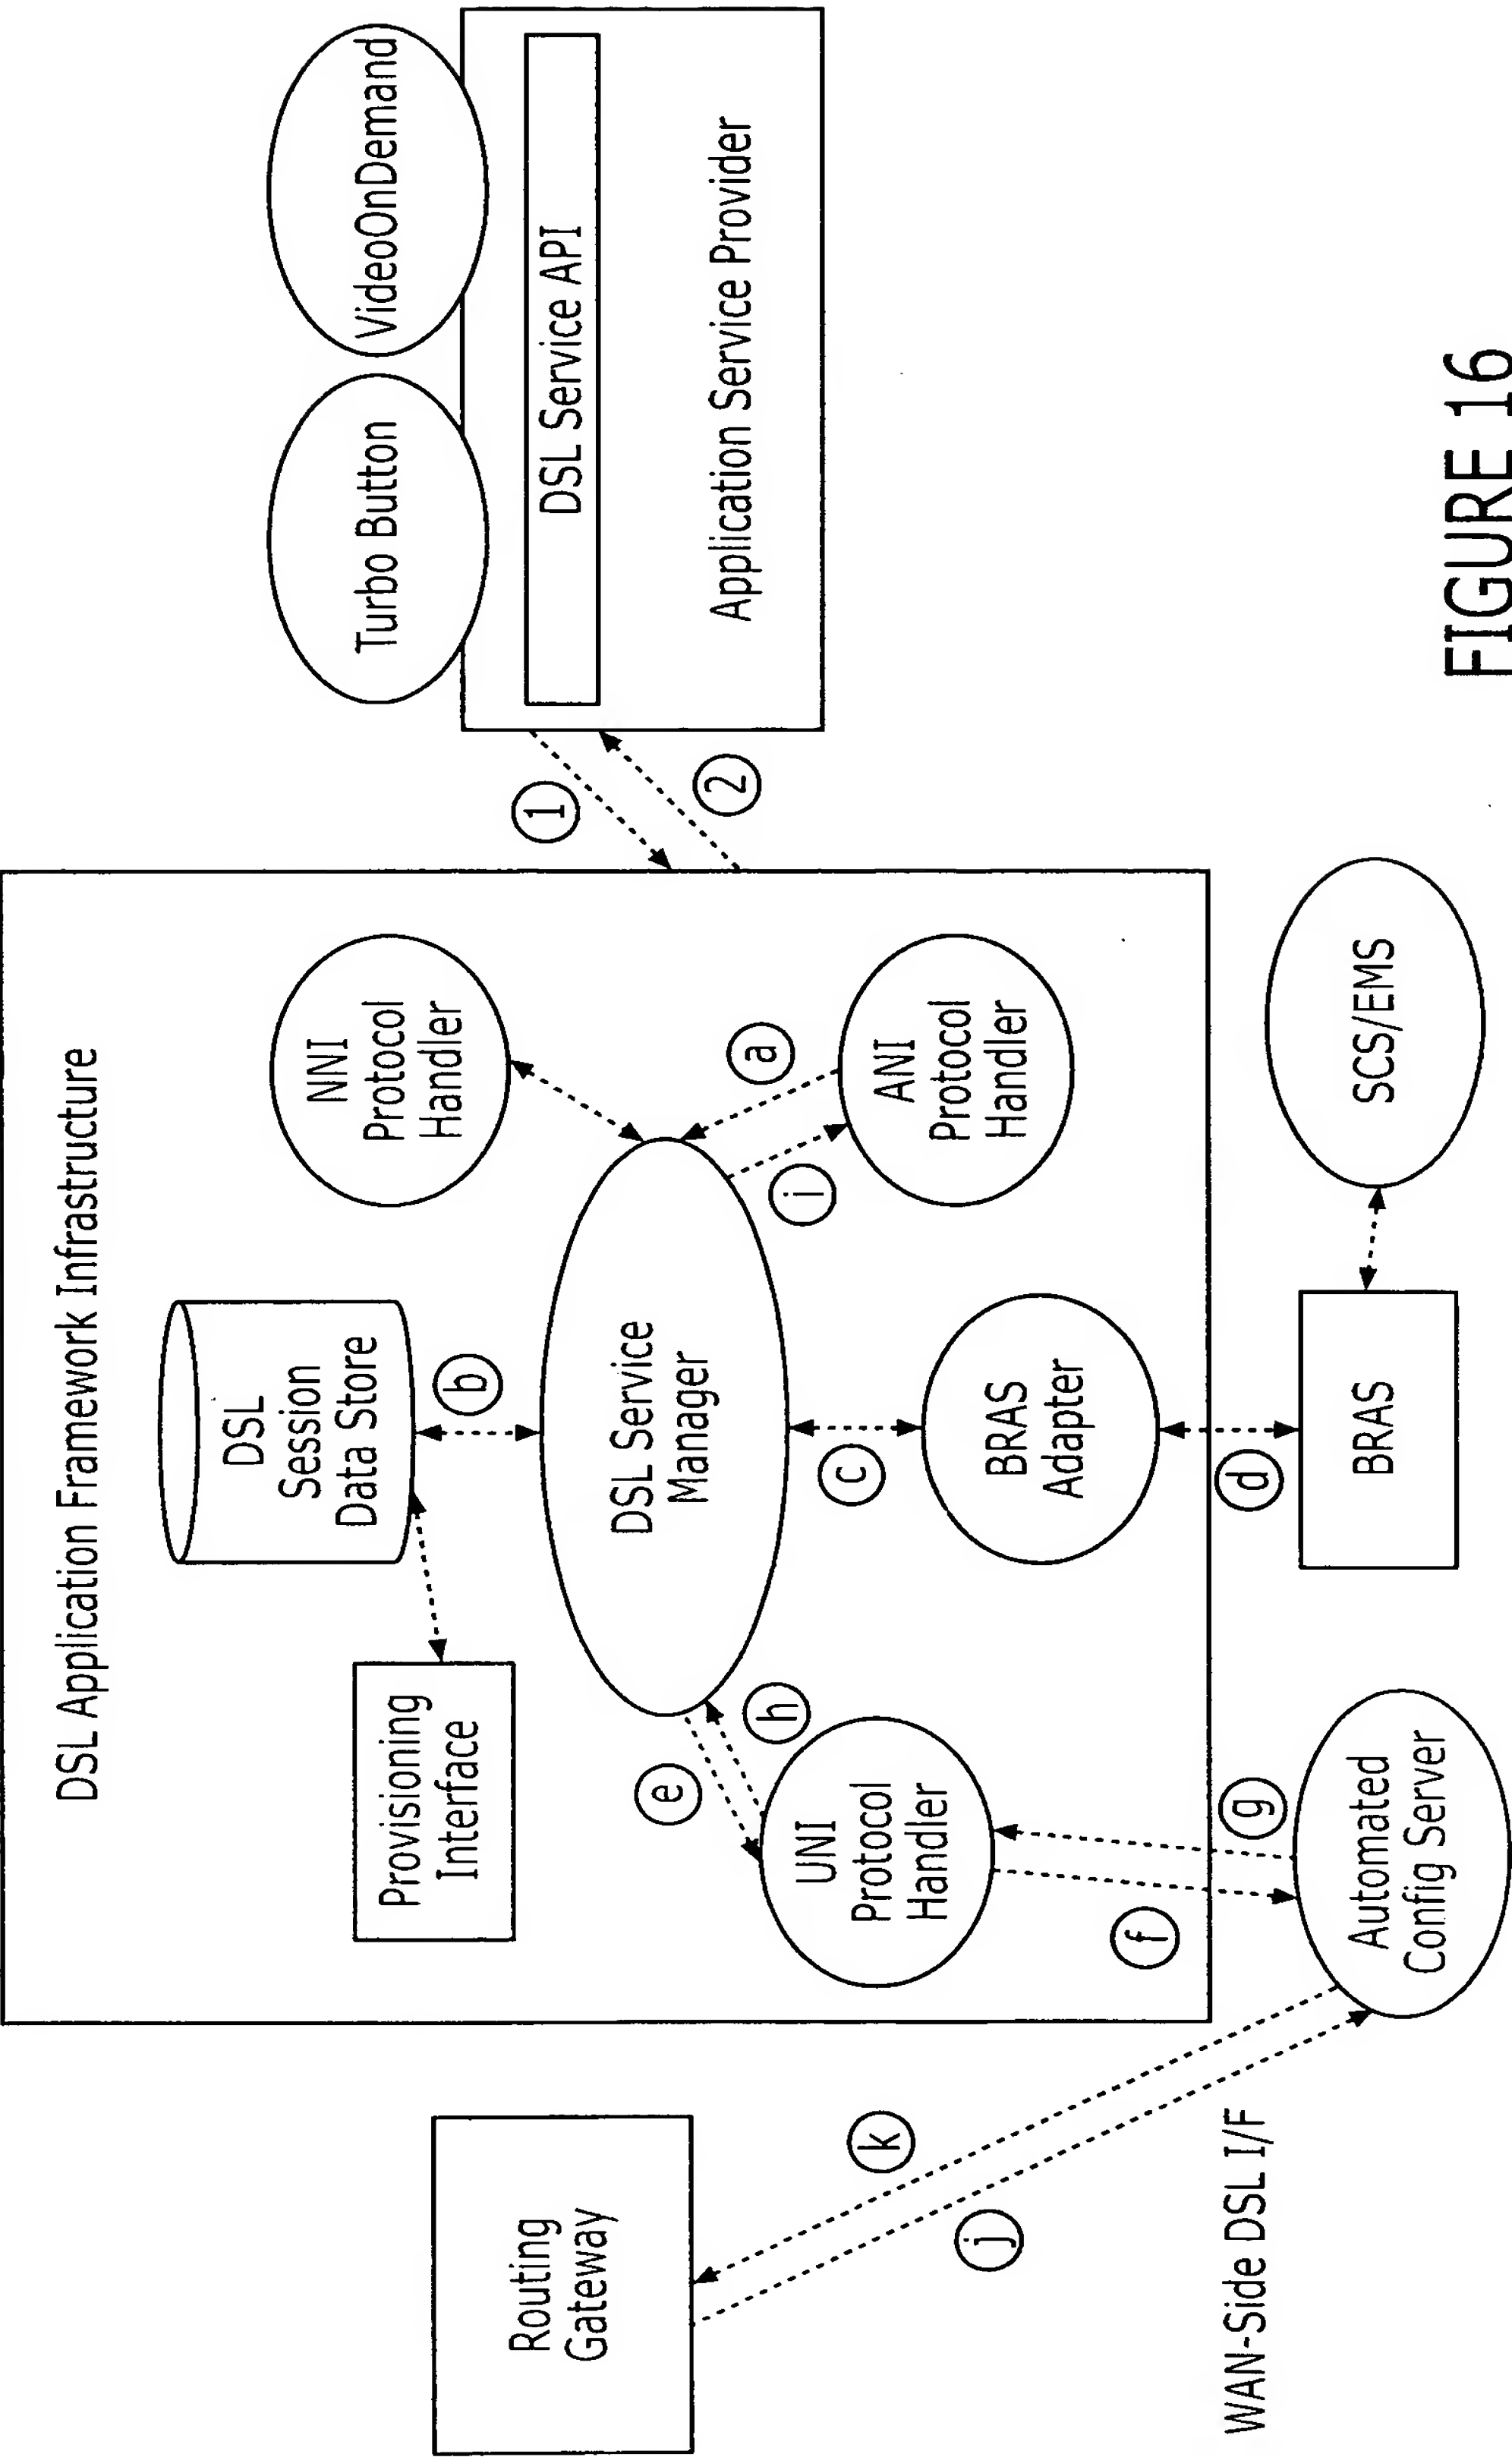 DSL Application Framework Infrastructure
Routing
Gateway
Provisioning
Interface
DSL
Session
Data Store
NNI
Protocol
Handler
Turbo Button
VideoOnDemand
DSL Service API
Application Service Provider
1
2
b
DSL Service
Manager
e
h
c
a
i
UNI
Protocol
Handler
BRAS
Adapter
ANI
Protocol
Handler
k
j
f
g
d
WAN-Side DSL I/F
Automated
Config Server
BRAS
SCS/EMS
FIGURE 16